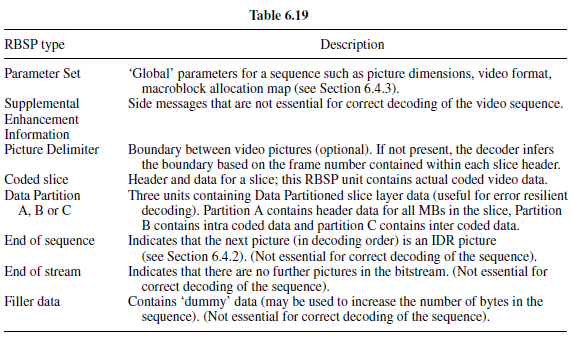 Table 6.19
RBSP type Description
Parameter Set ‘Global’ parameters for a sequence such as picture dimensions, video format,
macroblock allocation map (see Section 6.4.3).
Supplemental Side messages that are not essential for correct decoding of the video sequence.
Enhancement
Information
Picture Delimiter Boundary between video pictures (optional). If not present, the decoder infers
the boundary based on the frame number contained within each slice header.
Coded slice Header and data for a slice; this RBSP unit contains actual coded video data.
Data Partition Three units containing Data Partitioned slice layer data (useful for error resilient
A, B or C decoding). Partition A contains header data for all MBs in the slice, Partition
B contains intra coded data and partition C contains inter coded data.
End of sequence Indicates that the next picture (in decoding order) is an IDR picture
(see Section 6.4.2). (Not essential for correct decoding of the sequence).
End of stream Indicates that there are no further pictures in the bitstream. (Not essential for
correct decoding of the sequence).
Filler data Contains ‘dummy’ data (may be used to increase the number of bytes in the
sequence). (Not essential for correct decoding of the sequence).